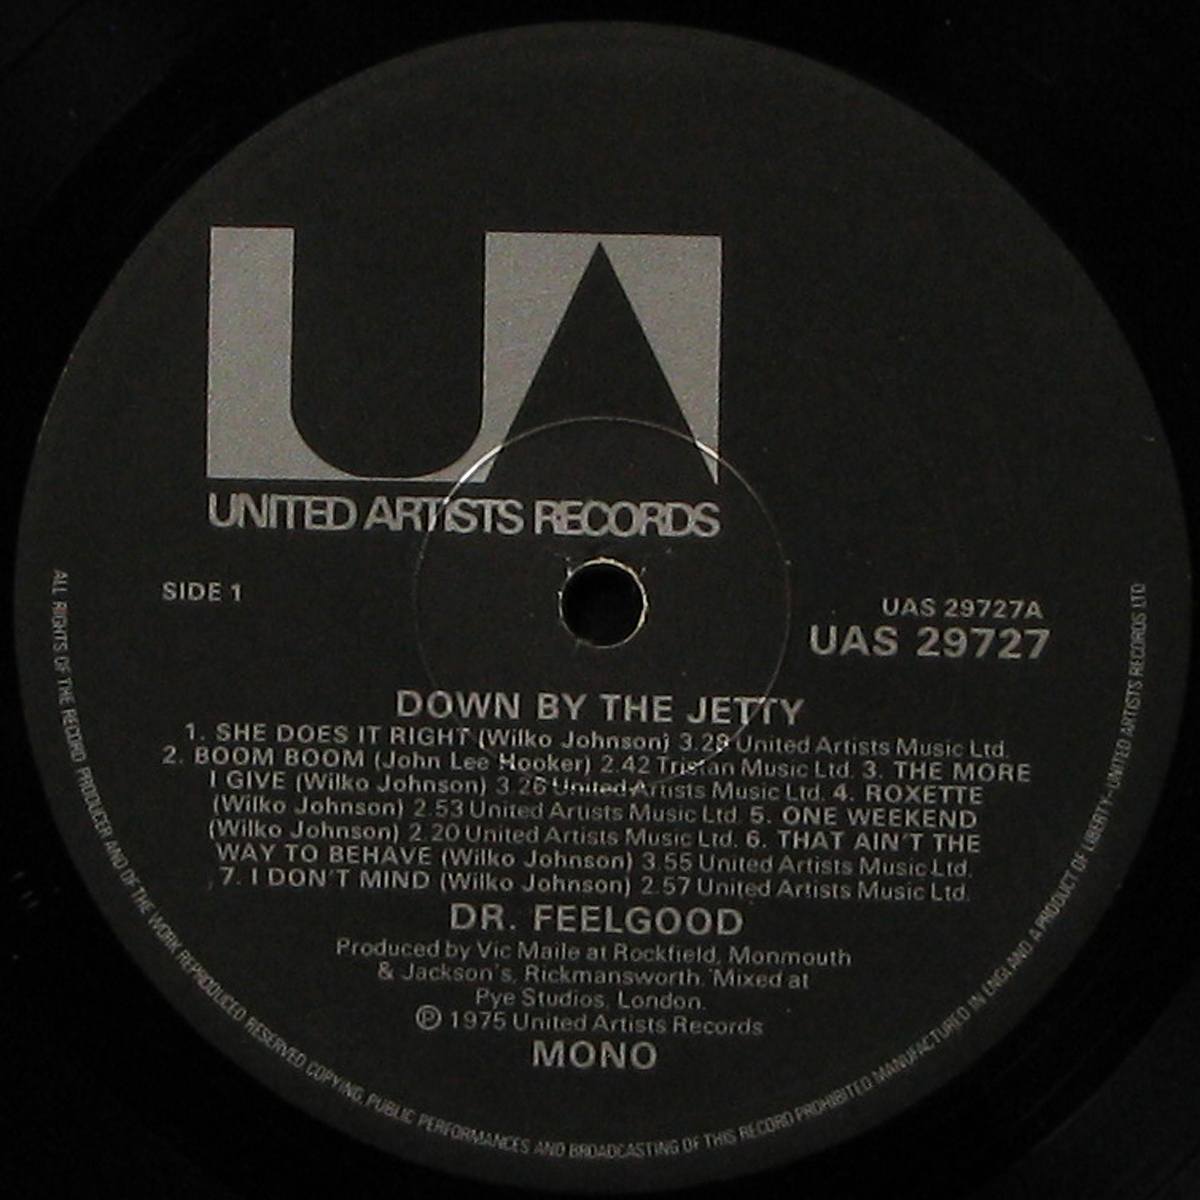 UA
UNITED ARTISTS RECORDS
SIDE 1
UAS 29727A
UAS 29727
DOWN BY THE JETTY
1. SHE DOES IT RIGHT (Wilko Johnson) 3.28 United Artists Music Ltd.
2. BOOM BOOM (John Lee Hooker) 2.42 Tristan Music Ltd. 3. THE MORE
I GIVE (Wilko Johnson) 3.26 United Artists Music Ltd. 4. ROXETTE
(Wilko Johnson) 2.53 United Artists Music Ltd. 5. ONE WEEKEND
(Wilko Johnson) 2.20 United Artists Music Ltd. 6. THAT AIN'T THE
WAY TO BEHAVE (Wilko Johnson) 3.55 United Artists Music Ltd.
7. I DON'T MIND (Wilko Johnson) 2.57 United Artists Music Ltd.
DR. FEELGOOD
Produced by Vic Maile at Rockfield, Monmouth
& Jackson's, Rickmansworth. Mixed at
Pye Studios, London.
℗ 1975 United Artists Records
MONO
ALL RIGHTS OF THE RECORD PRODUCER AND OF THE WORK REPRODUCED RESERVED. COPYING, PUBLIC PERFORMANCES AND BROADCASTING OF THIS RECORD PROHIBITED. MANUFACTURED IN ENGLAND. A PRODUCT OF LIBERTY-UNITED ARTISTS RECORDS LTD